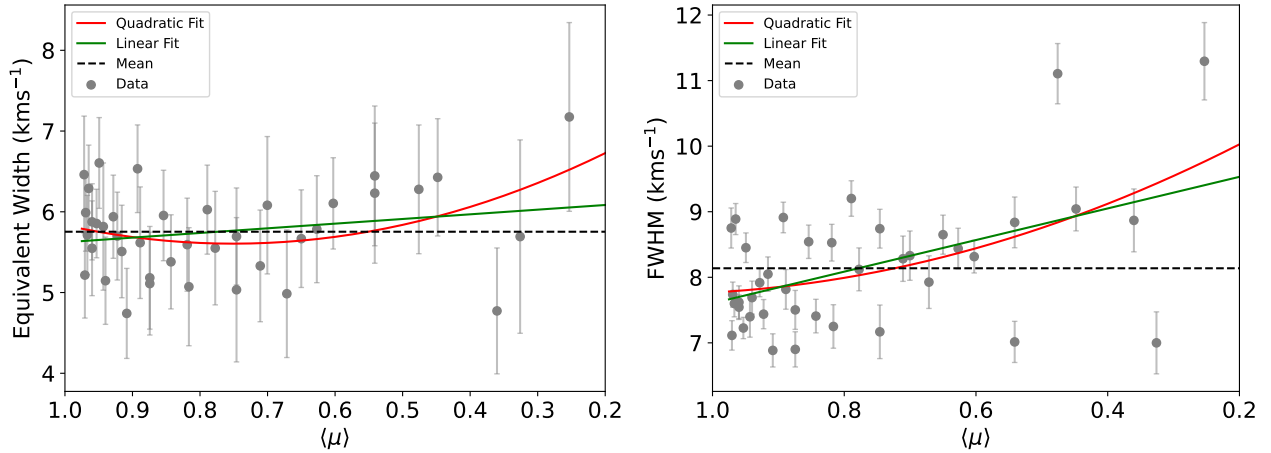 Quadratic Fit
Linear Fit
Mean
Data
Equivalent Width (kms⁻¹)
8
7
6
5
4
1.0 0.9 0.8 0.7 0.6 0.5 0.4 0.3 0.2
⟨μ⟩
Quadratic Fit
Linear Fit
Mean
Data
FWHM (kms⁻¹)
12
11
10
9
8
7
1.0 0.8 0.6 0.4 0.2
⟨μ⟩